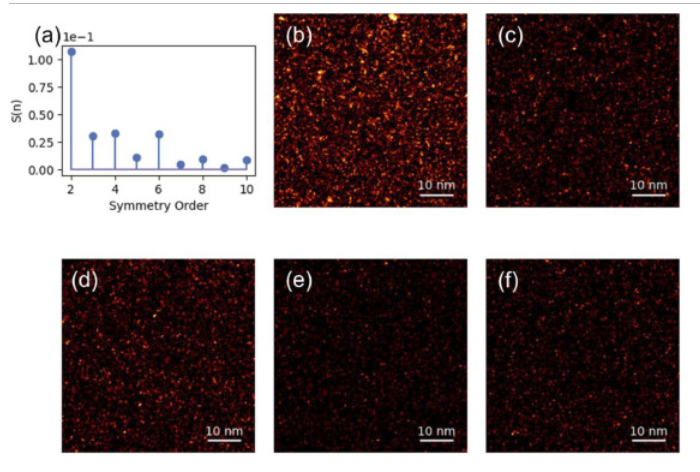 (a)
1e−1
1.00
0.75
0.50
0.25
0.00
S(n)
2 4 6 8 10
Symmetry Order
(b)
10 nm
(c)
10 nm
(d)
10 nm
(e)
10 nm
(f)
10 nm